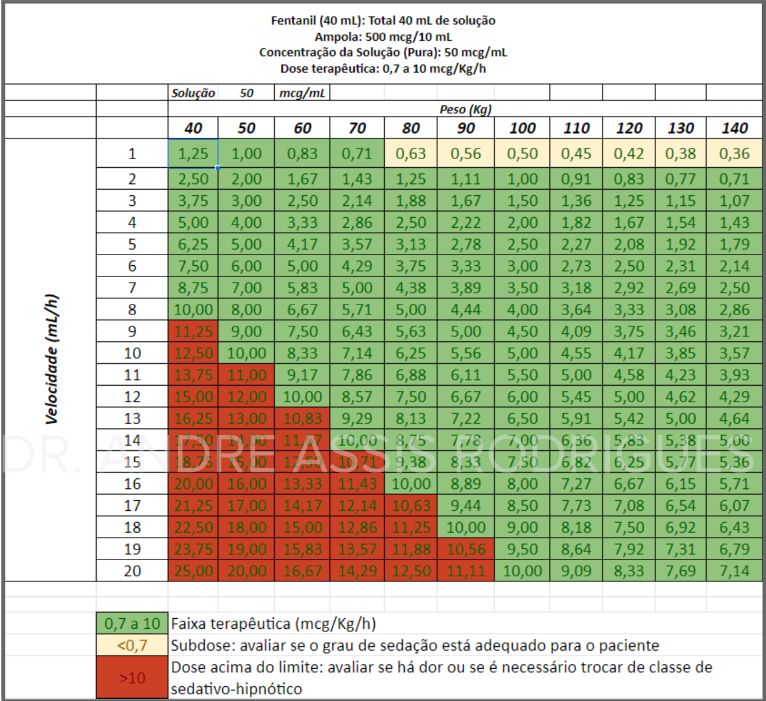 Fentanil (40 mL): Total 40 mL de solução
Ampola: 500 mcg/10 mL
Concentração da Solução (Pura): 50 mcg/mL
Dose terapêutica: 0,7 a 10 mcg/Kg/h
Solução 50 mcg/mL
Peso (Kg)
40 50 60 70 80 90 100 110 120 130 140
Velocidade (mL/h)
1 1,25 1,00 0,83 0,71 0,63 0,56 0,50 0,45 0,42 0,38 0,36
2 2,50 2,00 1,67 1,43 1,25 1,11 1,00 0,91 0,83 0,77 0,71
3 3,75 3,00 2,50 2,14 1,88 1,67 1,50 1,36 1,25 1,15 1,07
4 5,00 4,00 3,33 2,86 2,50 2,22 2,00 1,82 1,67 1,54 1,43
5 6,25 5,00 4,17 3,57 3,13 2,78 2,50 2,27 2,08 1,92 1,79
6 7,50 6,00 5,00 4,29 3,75 3,33 3,00 2,73 2,50 2,31 2,14
7 8,75 7,00 5,83 5,00 4,38 3,89 3,50 3,18 2,92 2,69 2,50
8 10,00 8,00 6,67 5,71 5,00 4,44 4,00 3,64 3,33 3,08 2,86
9 11,25 9,00 7,50 6,43 5,63 5,00 4,50 4,09 3,75 3,46 3,21
10 12,50 10,00 8,33 7,14 6,25 5,56 5,00 4,55 4,17 3,85 3,57
11 13,75 11,00 9,17 7,86 6,88 6,11 5,50 5,00 4,58 4,23 3,93
12 15,00 12,00 10,00 8,57 7,50 6,67 6,00 5,45 5,00 4,62 4,29
13 16,25 13,00 10,83 9,29 8,13 7,22 6,50 5,91 5,42 5,00 4,64
14 10,00 7,78 7,00 6,36 5,83 5,38 5,00
DR. ANDRE ASSIS RODRIGUES
15 10,71 9,38 8,33 7,50 6,82 6,25 5,77 5,36
16 20,00 16,00 13,33 11,43 10,00 8,89 8,00 7,27 6,67 6,15 5,71
17 21,25 17,00 14,17 12,14 10,63 9,44 8,50 7,73 7,08 6,54 6,07
18 22,50 18,00 15,00 12,86 11,25 10,00 9,00 8,18 7,50 6,92 6,43
19 23,75 19,00 15,83 13,57 11,88 10,56 9,50 8,64 7,92 7,31 6,79
20 25,00 20,00 16,67 14,29 12,50 11,11 10,00 9,09 8,33 7,69 7,14
0,7 a 10 Faixa terapêutica (mcg/Kg/h)
<0,7 Subdose: avaliar se o grau de sedação está adequado para o paciente
>10 Dose acima do limite: avaliar se há dor ou se é necessário trocar de classe de
sedativo-hipnótico